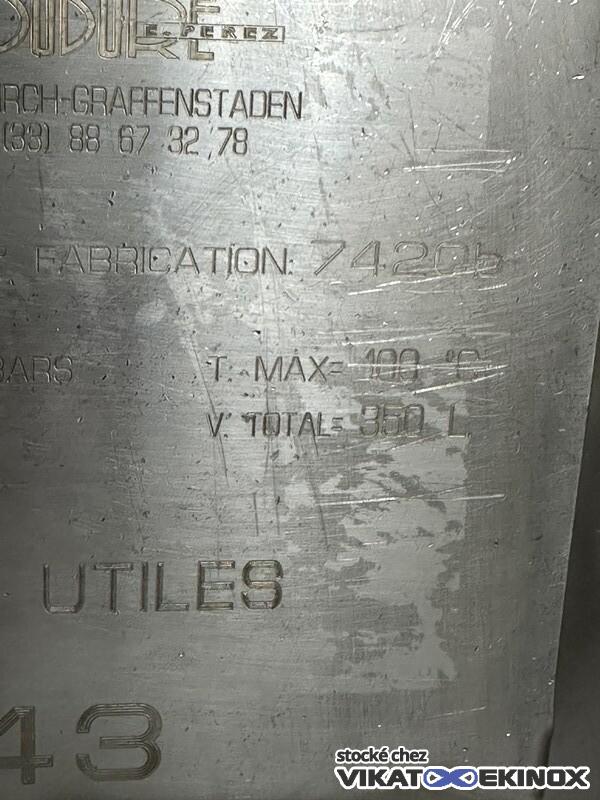 E. PEREZ
RCH-GRAFFENSTADEN
(33) 88 67 32 78
FABRICATION: 7420b
BARS T. MAX= 100 °C
V. TOTAL= 350 L
UTILES
43
stocké chez
VIKATOO EKINOX